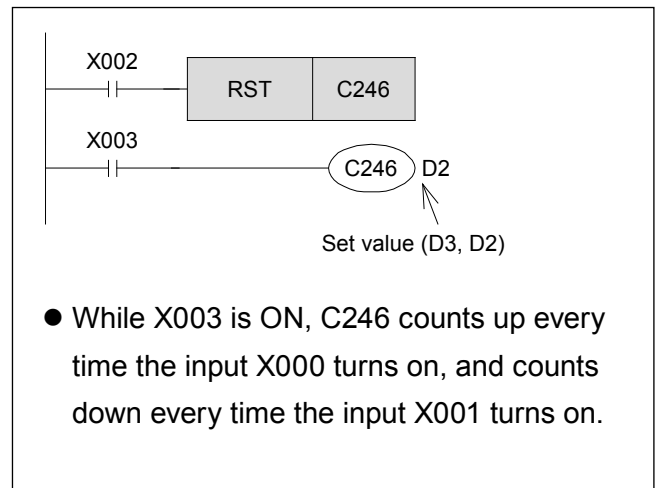 X002
RST C246
X003
C246 D2
Set value (D3, D2)
● While X003 is ON, C246 counts up every
time the input X000 turns on, and counts
down every time the input X001 turns on.